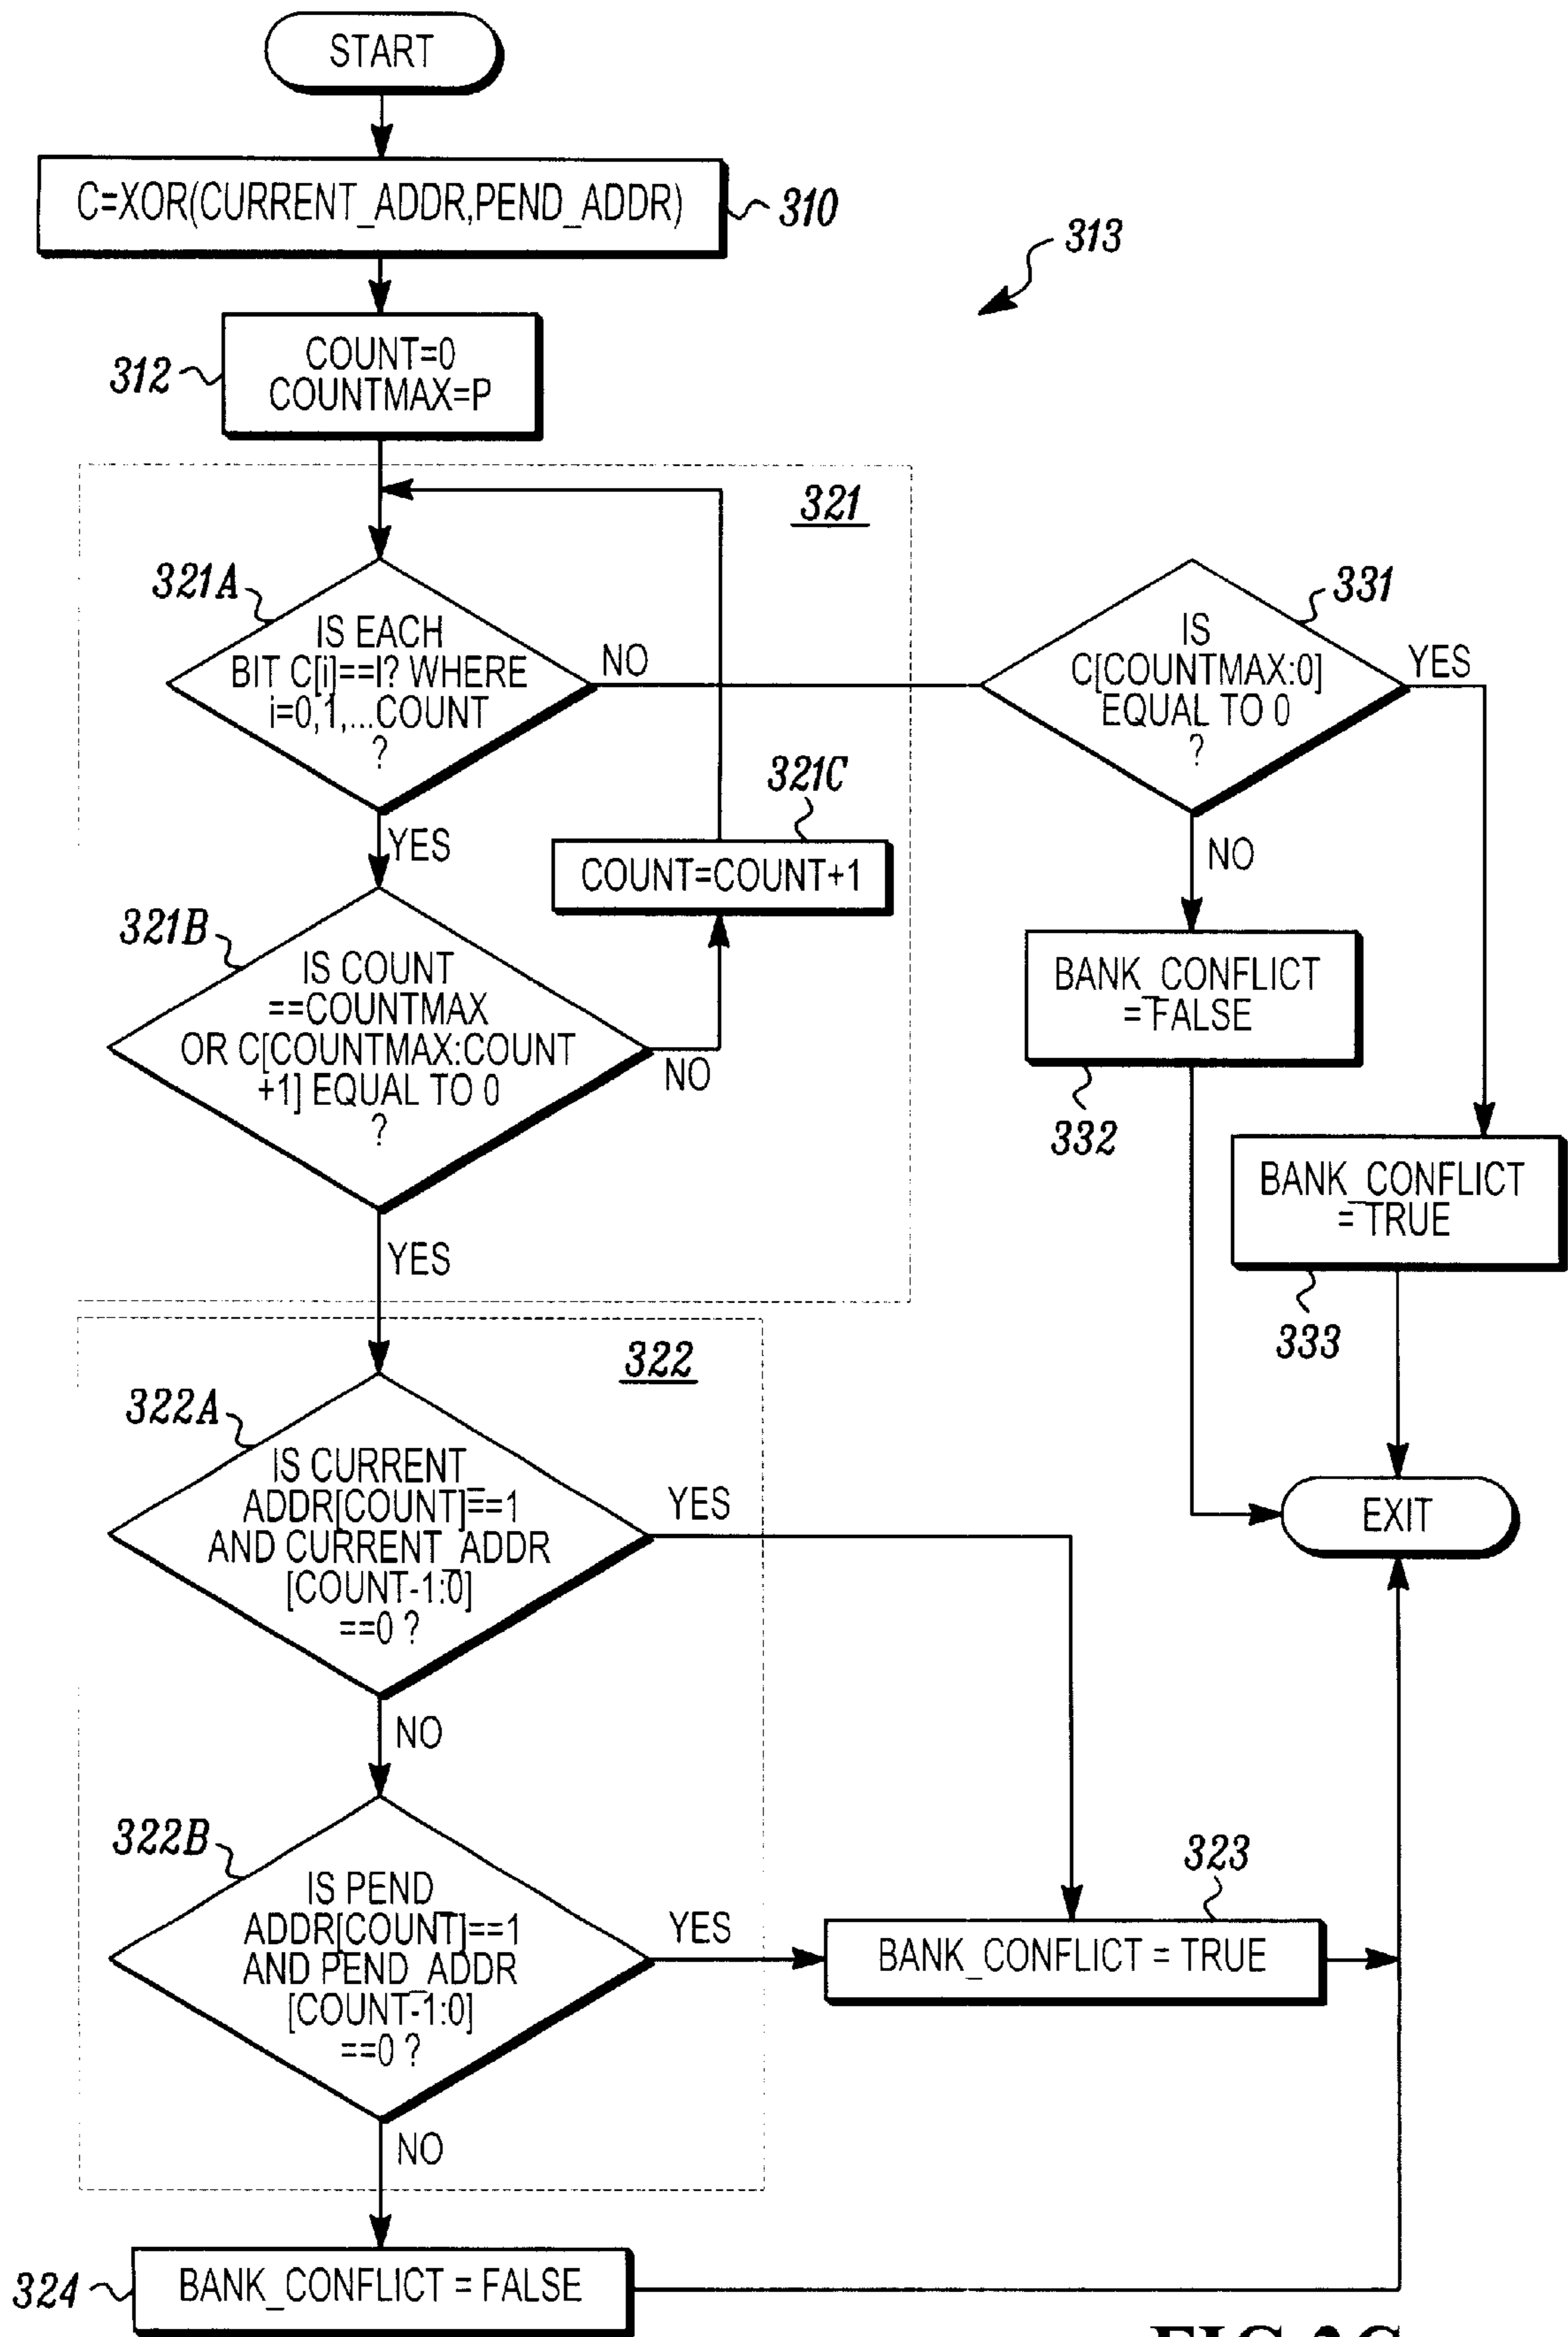 START
C=XOR(CURRENT_ADDR,PEND_ADDR)
310
313
312
COUNT=0
COUNTMAX=P
321
321A
IS EACH
BIT C[i]==I? WHERE
i=0,1,...COUNT
?
NO
YES
331
IS
C[COUNTMAX:0]
EQUAL TO 0
?
YES
NO
321C
COUNT=COUNT+1
321B
IS COUNT
==COUNTMAX
OR C[COUNTMAX:COUNT
+1] EQUAL TO 0
?
NO
YES
BANK_CONFLICT
=FALSE
332
BANK_CONFLICT
=TRUE
333
322
322A
IS CURRENT_
ADDR[COUNT]==1
AND CURRENT_ADDR
[COUNT-1:0]
==0 ?
YES
NO
EXIT
322B
IS PEND_
ADDR[COUNT]==1
AND PEND_ADDR
[COUNT-1:0]
==0 ?
YES
NO
323
BANK_CONFLICT = TRUE
324
BANK_CONFLICT = FALSE